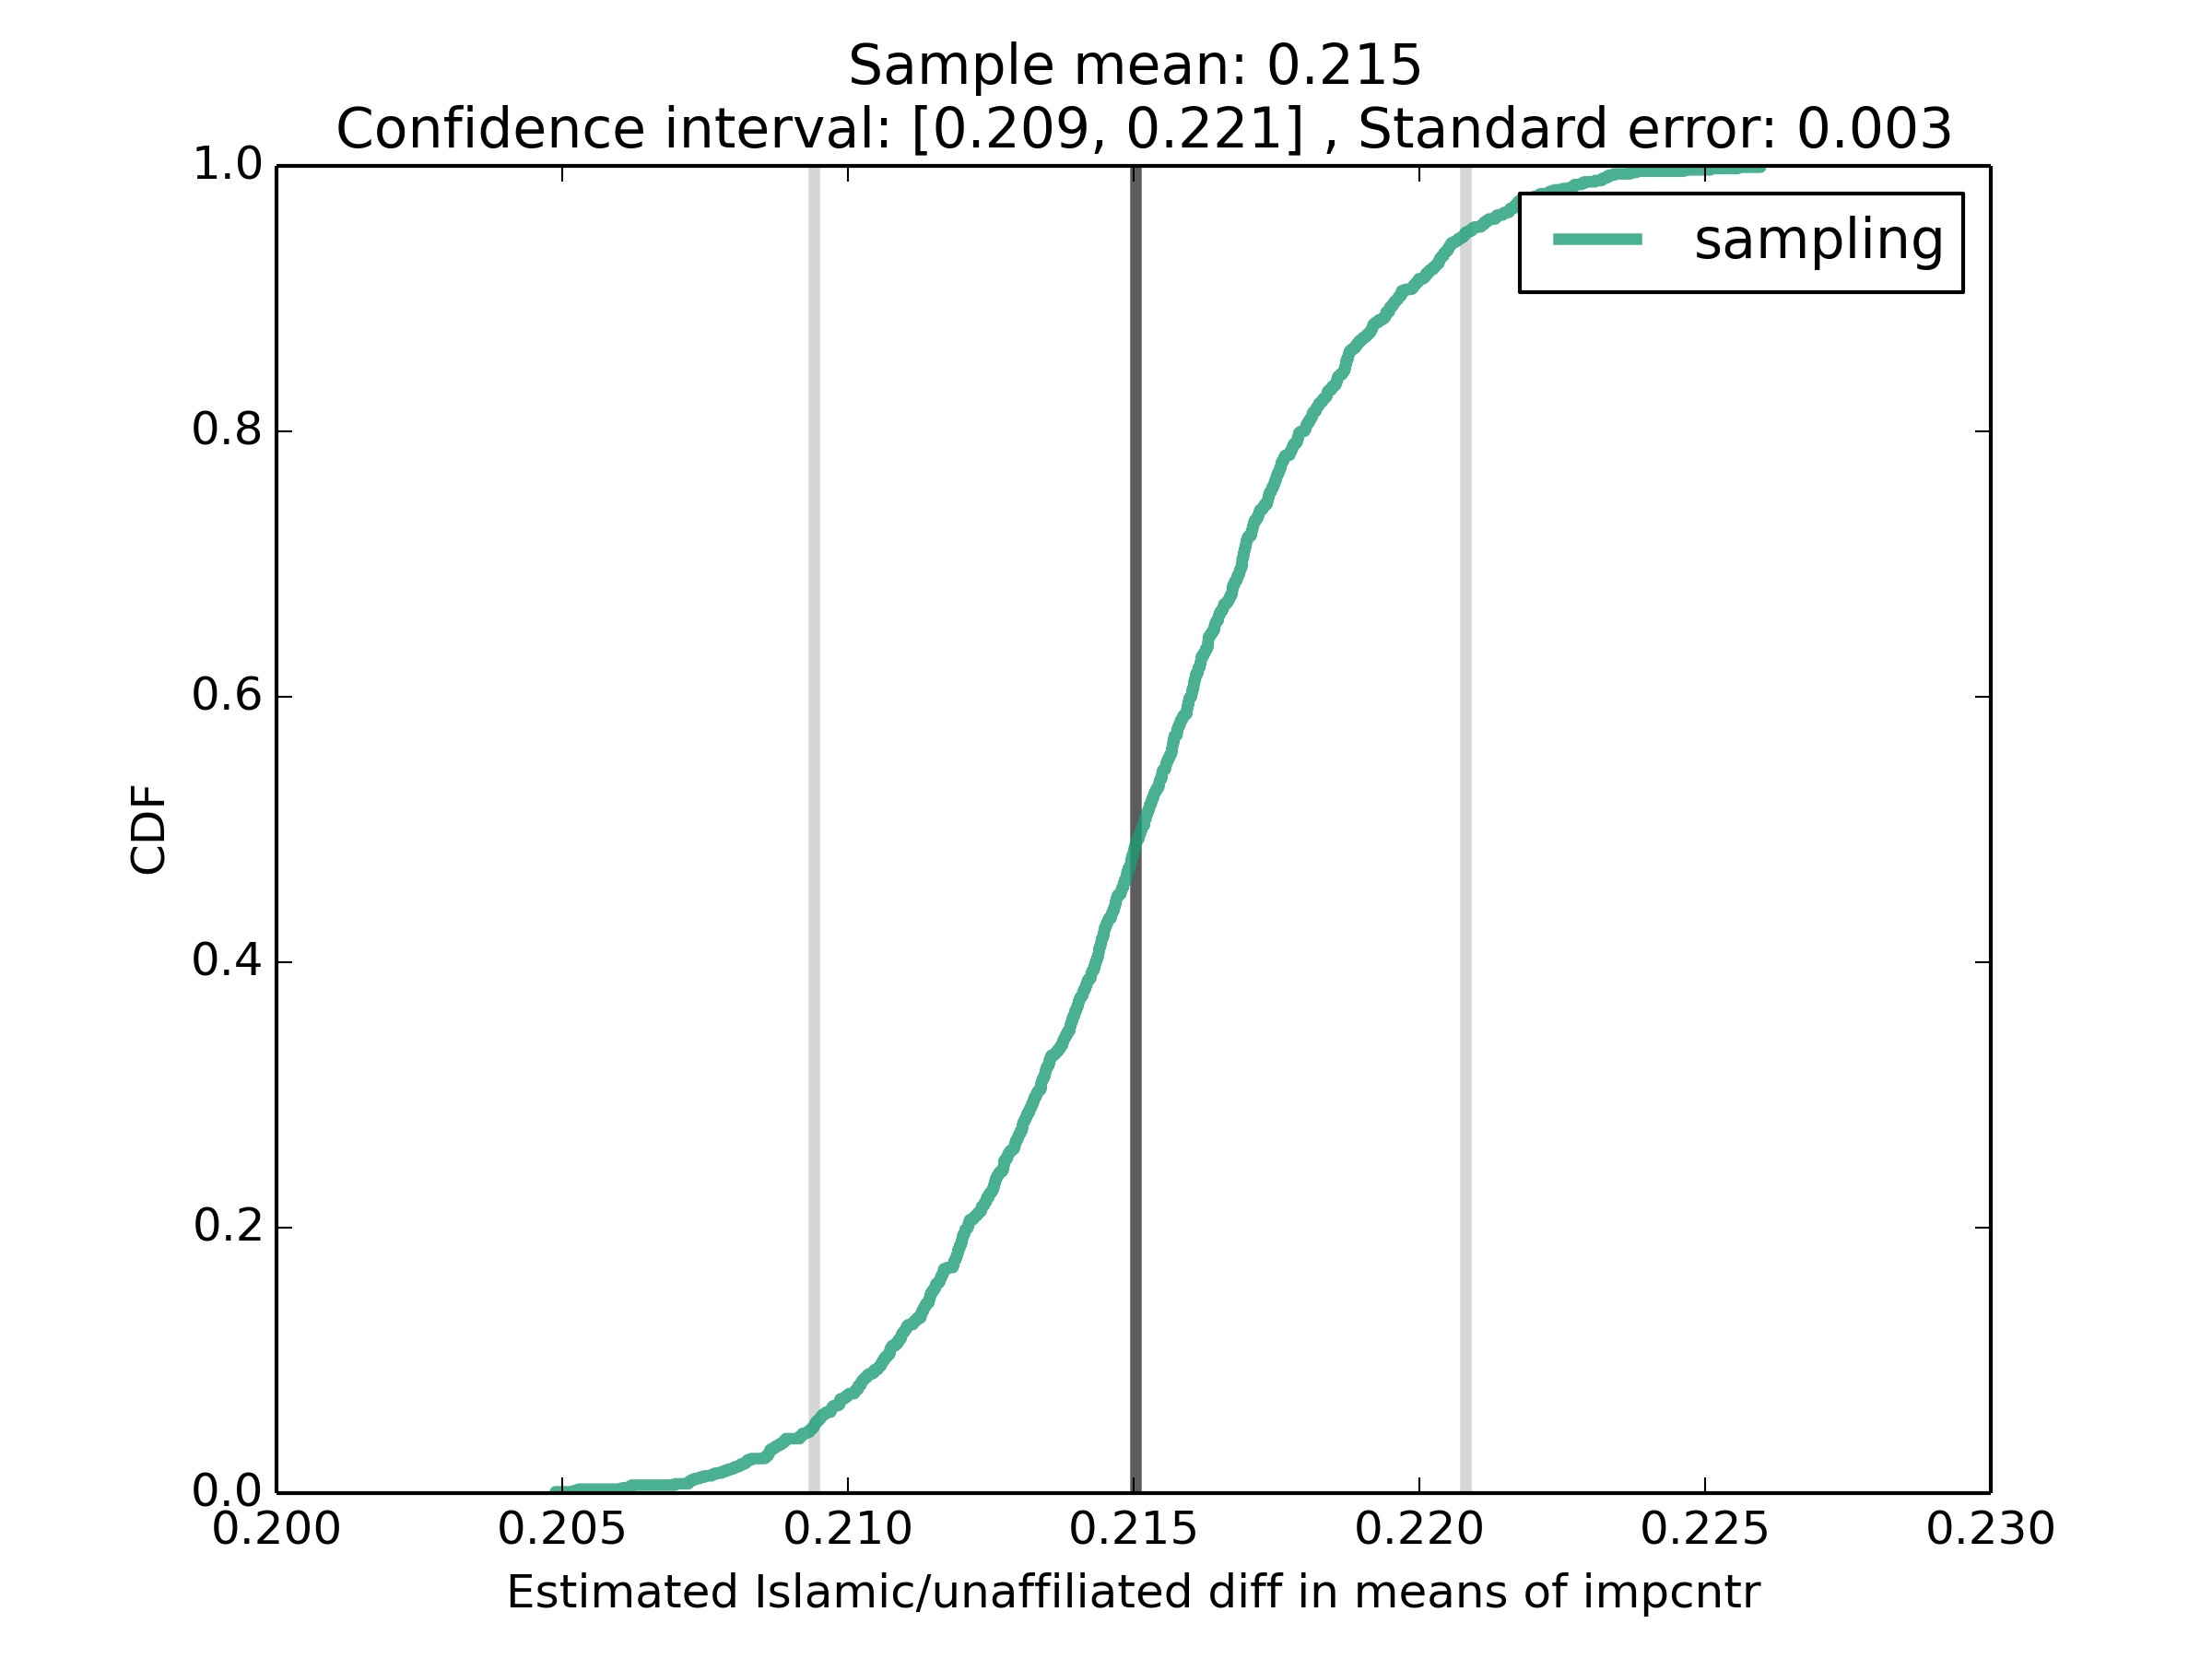 Sample mean: 0.215
Confidence interval: [0.209, 0.221] , Standard error: 0.003
1.0
0.8
0.6
0.4
0.2
0.0
CDF
sampling
0.200 0.205 0.210 0.215 0.220 0.225 0.230
Estimated Islamic/unaffiliated diff in means of impcntr